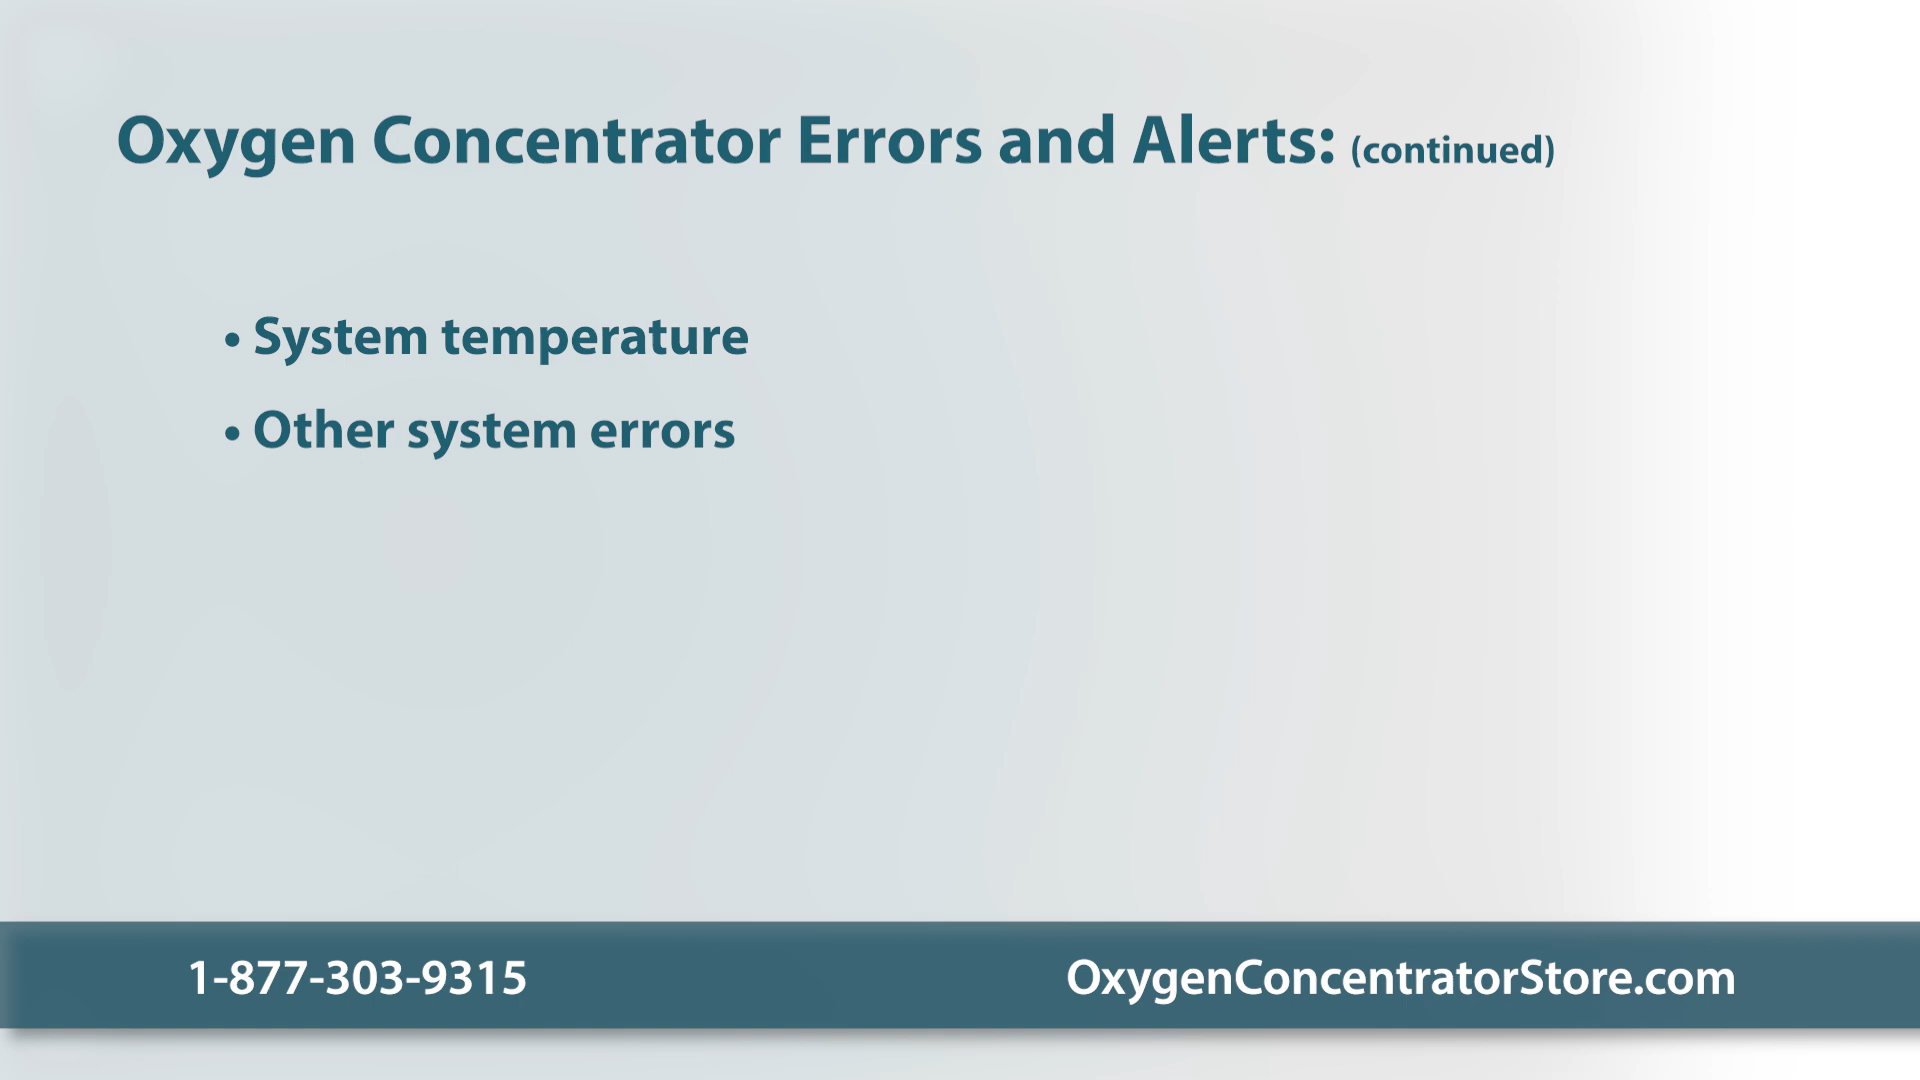 Oxygen Concentrator Errors and Alerts: (continued)
• System temperature
• Other system errors
1-877-303-9315
OxygenConcentratorStore.com